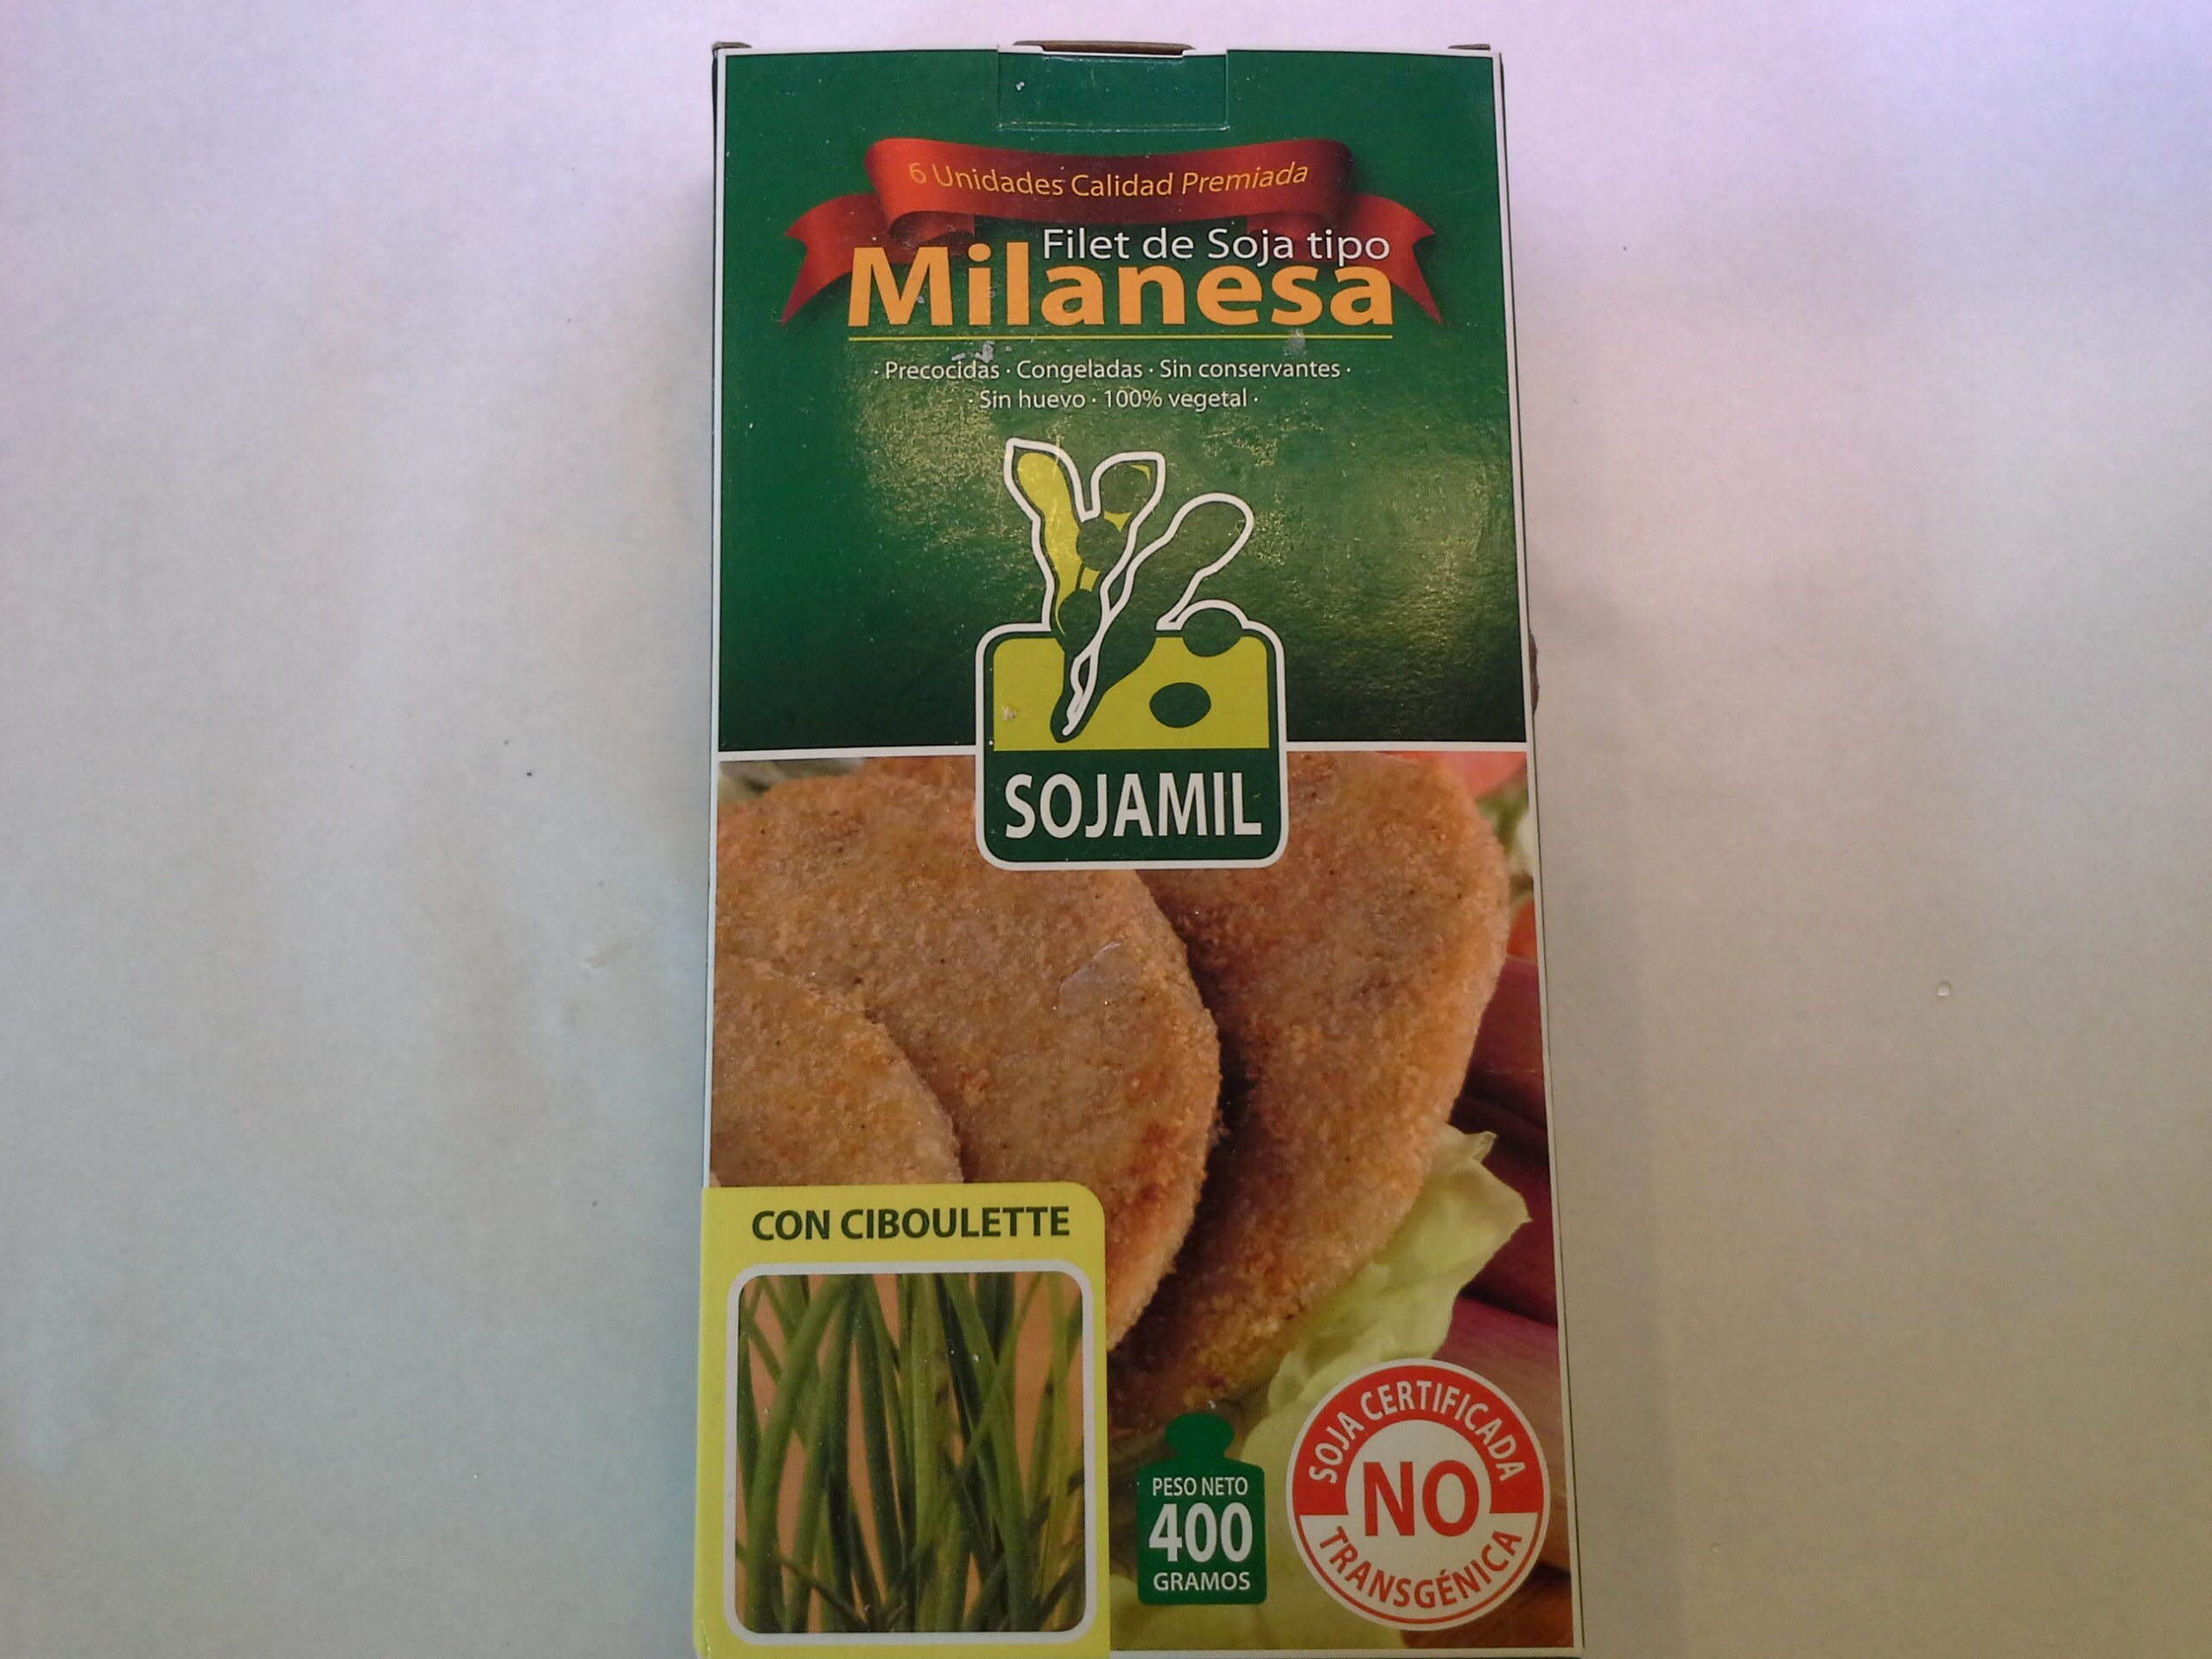 6 Unidades Calidad Premiada
Filet de Soja tipo
Milanesa
· Precocidas · Congeladas · Sin conservantes ·
· Sin huevo · 100% vegetal ·
SOJAMIL
CON CIBOULETTE
PESO NETO
400
GRAMOS
SOJA CERTIFICADA
NO
TRANSGÉNICA